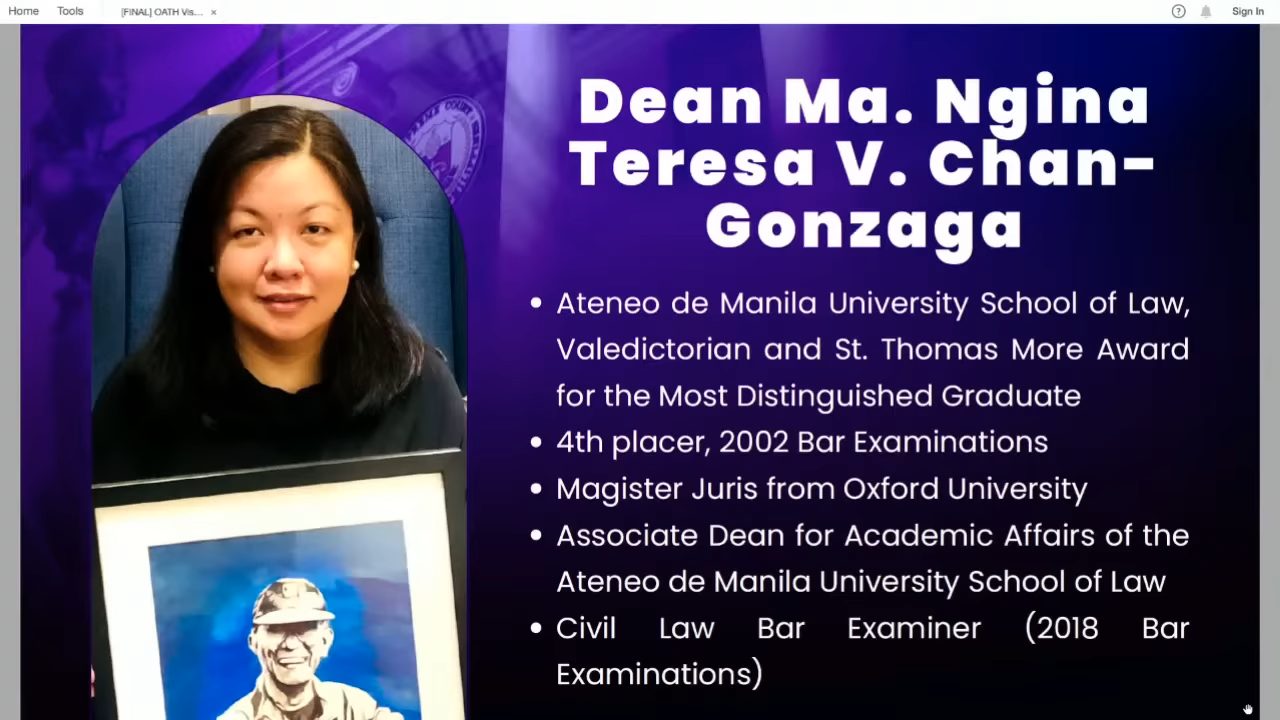 Home Tools [FINAL] OATH Vis... × ? Sign In
Dean Ma. Ngina
Teresa V. Chan-
Gonzaga
• Ateneo de Manila University School of Law,
Valedictorian and St. Thomas More Award
for the Most Distinguished Graduate
• 4th placer, 2002 Bar Examinations
• Magister Juris from Oxford University
• Associate Dean for Academic Affairs of the
Ateneo de Manila University School of Law
• Civil Law Bar Examiner (2018 Bar
Examinations)